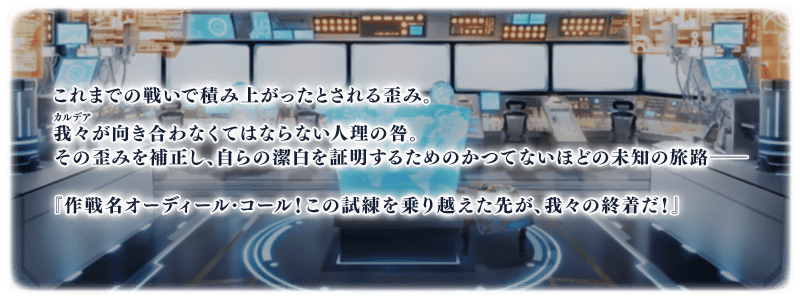 これまでの戦いで積み上がったとされる歪み。
カルデア
我々が向き合わなくてはならない人理の咎。
その歪みを補正し、自らの潔白を証明するためのかつてないほどの未知の旅路――
『作戦名オーディール・コール！この試練を乗り越えた先が、我々の終着だ！』